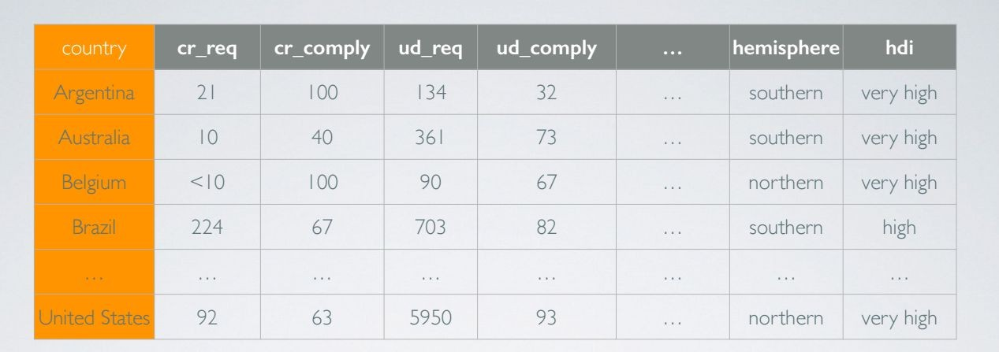 country cr_req cr_comply ud_req ud_comply ... hemisphere hdi
Argentina 21 100 134 32 ... southern very high
Australia 10 40 361 73 ... southern very high
Belgium <10 100 90 67 ... northern very high
Brazil 224 67 703 82 ... southern high
... ... ... ... ... ... ... ...
United States 92 63 5950 93 ... northern very high